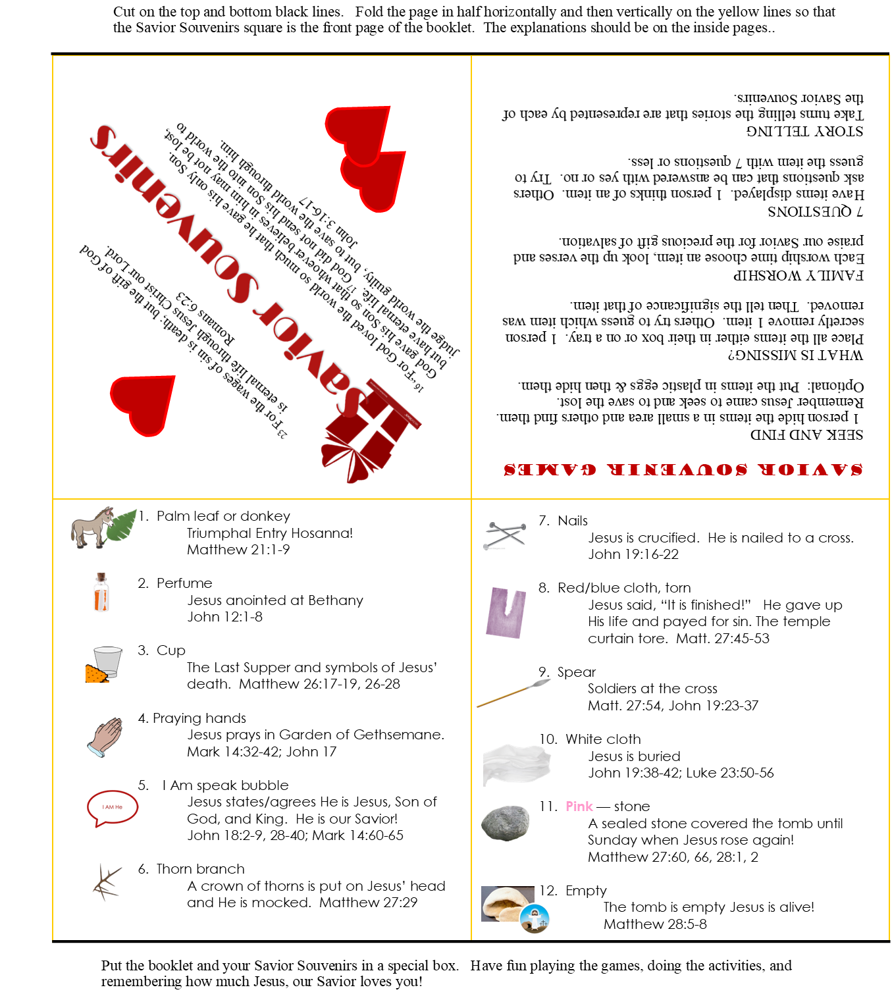 Cut on the top and bottom black lines. Fold the page in half horizontally and then vertically on the yellow lines so that
the Savior Souvenirs square is the front page of the booklet. The explanations should be on the inside pages..
Savior Souvenirs
16 “For God loved the world so much that he gave his only Son.
God gave his Son so that whoever believes in him may not be lost,
but have eternal life. 17 God did not send his Son into the world to
judge the world guilty, but to save the world through him.
John 3:16-17
23 For the wages of sin is death; but the gift of God
is eternal life through Jesus Christ our Lord.
Romans 6:23
SAVIOR SOUVENIR GAMES
SEEK AND FIND
1 person hide the items in a small area and others find them.
Remember Jesus came to seek and to save the lost.
Optional: Put the items in plastic eggs & then hide them.
WHAT IS MISSING?
Place all the items either in their box or on a tray. 1 person
secretly remove 1 item. Others try to guess which item was
removed. Then tell the significance of that item.
FAMILY WORSHIP
Each worship time choose an item, look up the verses and
praise our Savior for the precious gift of salvation.
7 QUESTIONS
Have items displayed. 1 person thinks of an item. Others
ask questions that can be answered with yes or no. Try to
guess the item with 7 questions or less.
STORY TELLING
Take turns telling the stories that are represented by each of
the Savior Souvenirs.
1. Palm leaf or donkey
Triumphal Entry Hosanna!
Matthew 21:1-9
2. Perfume
Jesus anointed at Bethany
John 12:1-8
3. Cup
The Last Supper and symbols of Jesus’
death. Matthew 26:17-19, 26-28
4. Praying hands
Jesus prays in Garden of Gethsemane.
Mark 14:32-42; John 17
5. I Am speak bubble
I AM He
Jesus states/agrees He is Jesus, Son of
God, and King. He is our Savior!
John 18:2-9, 28-40; Mark 14:60-65
6. Thorn branch
A crown of thorns is put on Jesus’ head
and He is mocked. Matthew 27:29
7. Nails
Jesus is crucified. He is nailed to a cross.
John 19:16-22
8. Red/blue cloth, torn
Jesus said, “It is finished!” He gave up
His life and payed for sin. The temple
curtain tore. Matt. 27:45-53
9. Spear
Soldiers at the cross
Matt. 27:54, John 19:23-37
10. White cloth
Jesus is buried
John 19:38-42; Luke 23:50-56
11. Pink — stone
A sealed stone covered the tomb until
Sunday when Jesus rose again!
Matthew 27:60, 66, 28:1, 2
12. Empty
The tomb is empty Jesus is alive!
Matthew 28:5-8
Put the booklet and your Savior Souvenirs in a special box. Have fun playing the games, doing the activities, and
remembering how much Jesus, our Savior loves you!